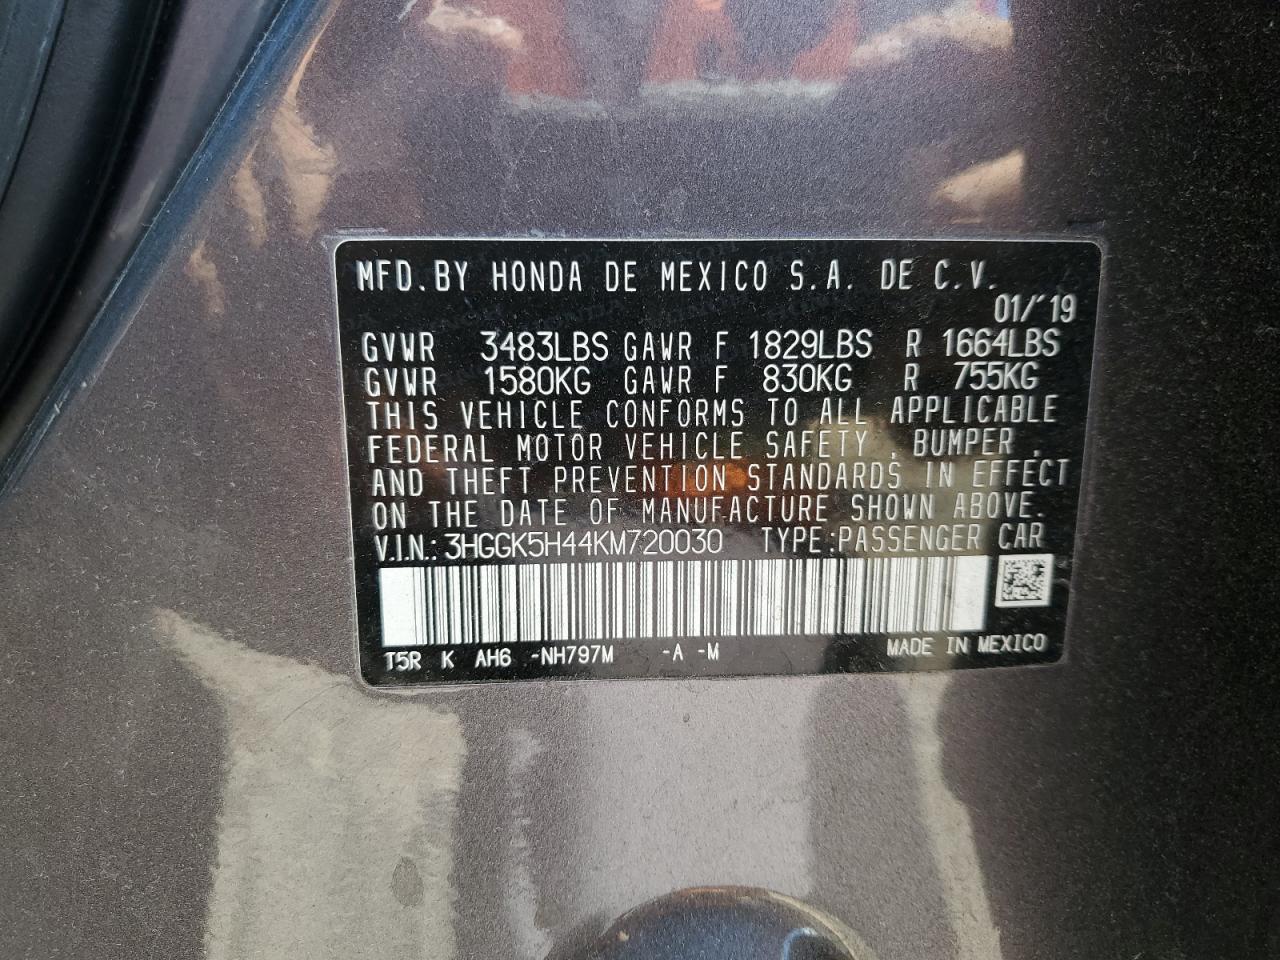 MFD.BY HONDA DE MEXICO S.A. DE C.V.
01/'19
GVWR 3483LBS GAWR F 1829LBS R 1664LBS
GVWR 1580KG GAWR F 830KG R 755KG
THIS VEHICLE CONFORMS TO ALL APPLICABLE
FEDERAL MOTOR VEHICLE SAFETY , BUMPER ,
AND THEFT PREVENTION STANDARDS IN EFFECT
ON THE DATE OF MANUFACTURE SHOWN ABOVE.
V.I.N.: 3HGGK5H44KM720030 TYPE:PASSENGER CAR
T5R K AH6 -NH797M -A -M MADE IN MEXICO